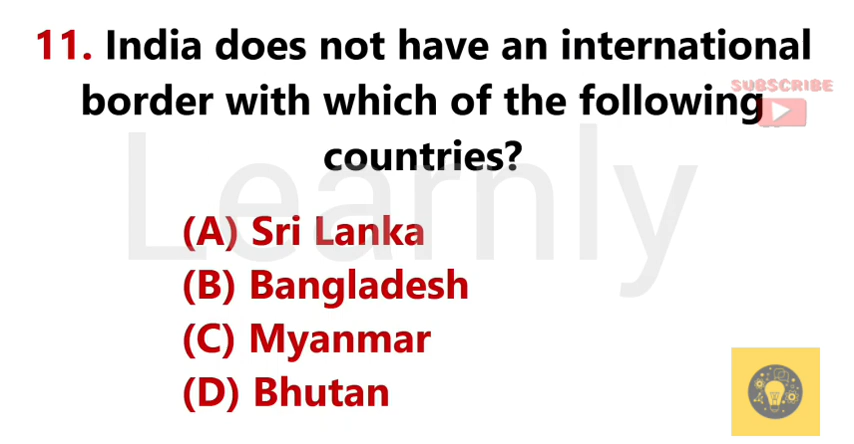 11. India does not have an international
border with which of the following
countries?
SUBSCRIBE
Learnly
(A) Sri Lanka
(B) Bangladesh
(C) Myanmar
(D) Bhutan